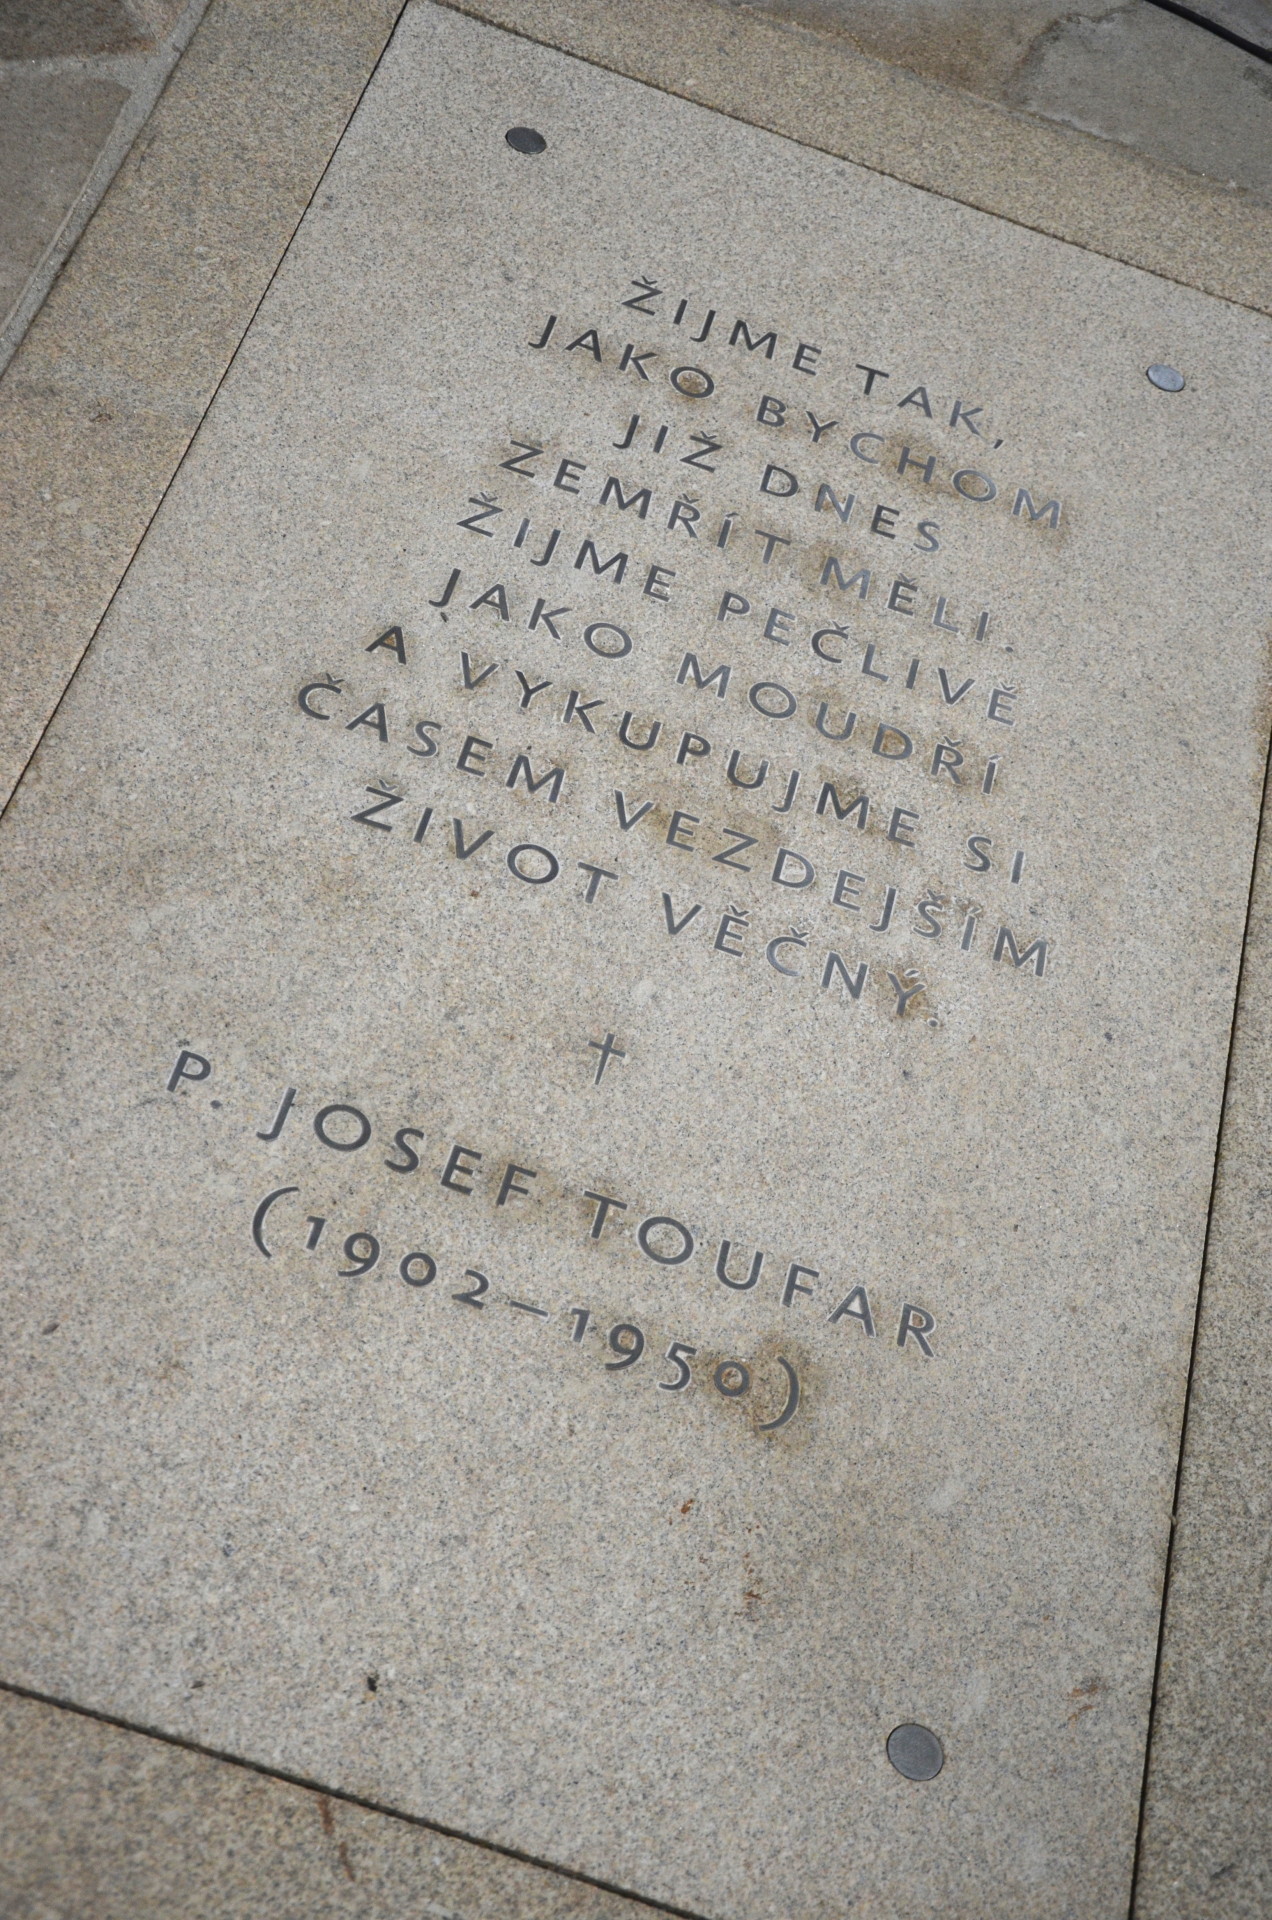 ŽIJME TAK,
JAKO BYCHOM
JIŽ DNES
ZEMŘÍT MĚLI.
ŽIJME PEČLIVĚ
JAKO MOUDŘÍ
A VYKUPUJME SI
ČASEM VEZDEJŠÍM
ŽIVOT VĚČNÝ.
†
P. JOSEF TOUFAR
(1902–1950)